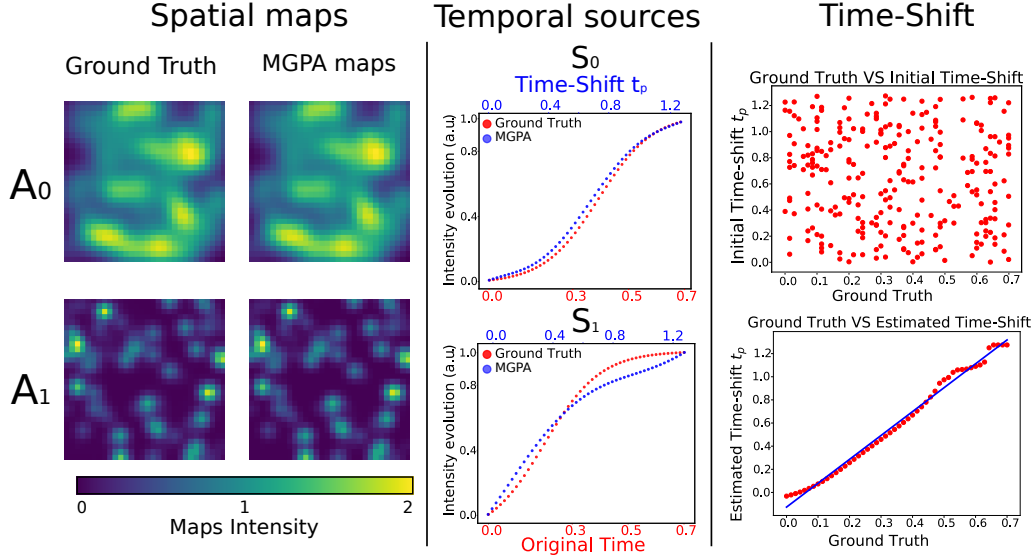 Spatial maps
Temporal sources
Time-Shift
Ground Truth
MGPA maps
A0
A1
0
1
2
Maps Intensity
S0
Time-Shift tp
0.0 0.4 0.8 1.2
Ground Truth
MGPA
Intensity evolution (a.u.)
1.0
0.4
0.0
0.0 0.3 0.5 0.7
S1
0.0 0.4 0.8 1.2
Ground Truth
MGPA
Intensity evolution (a.u)
1.0
0.4
0.0
0.0 0.3 0.5 0.7
Original Time
Ground Truth VS Initial Time-Shift
Initial Time-shift tp
1.2
1.0
0.8
0.6
0.4
0.2
0.0
0.0 0.1 0.2 0.3 0.4 0.5 0.6 0.7
Ground Truth
Ground Truth VS Estimated Time-Shift
Estimated Time-shift tp
1.2
1.0
0.8
0.6
0.4
0.2
0.0
0.0 0.1 0.2 0.3 0.4 0.5 0.6 0.7
Ground Truth